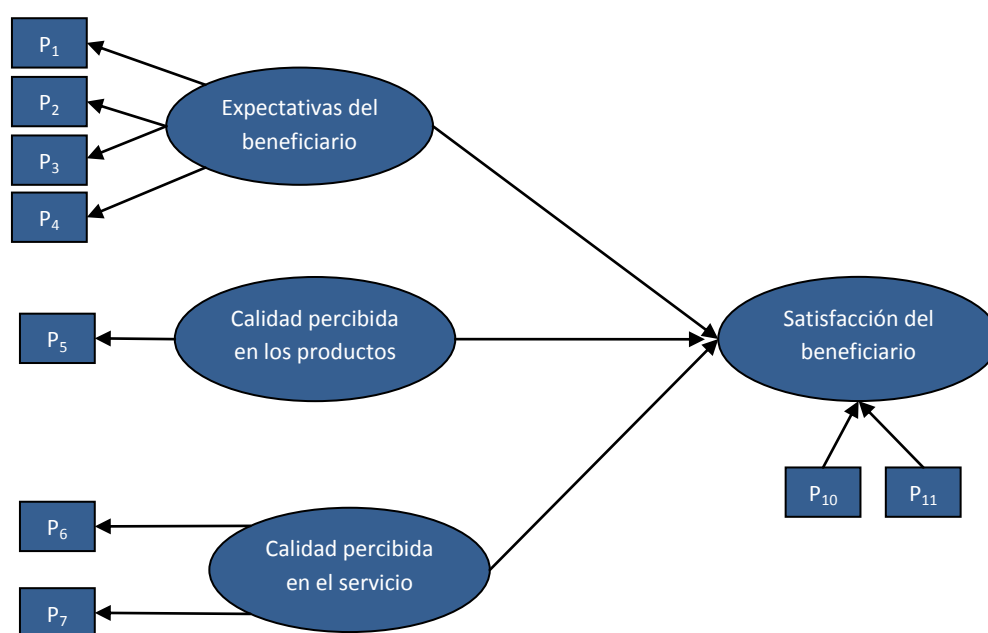 P1
P2
P3
P4
Expectativas del
beneficiario
P5
Calidad percibida
en los productos
Satisfacción del
beneficiario
P10
P11
P6
P7
Calidad percibida
en el servicio